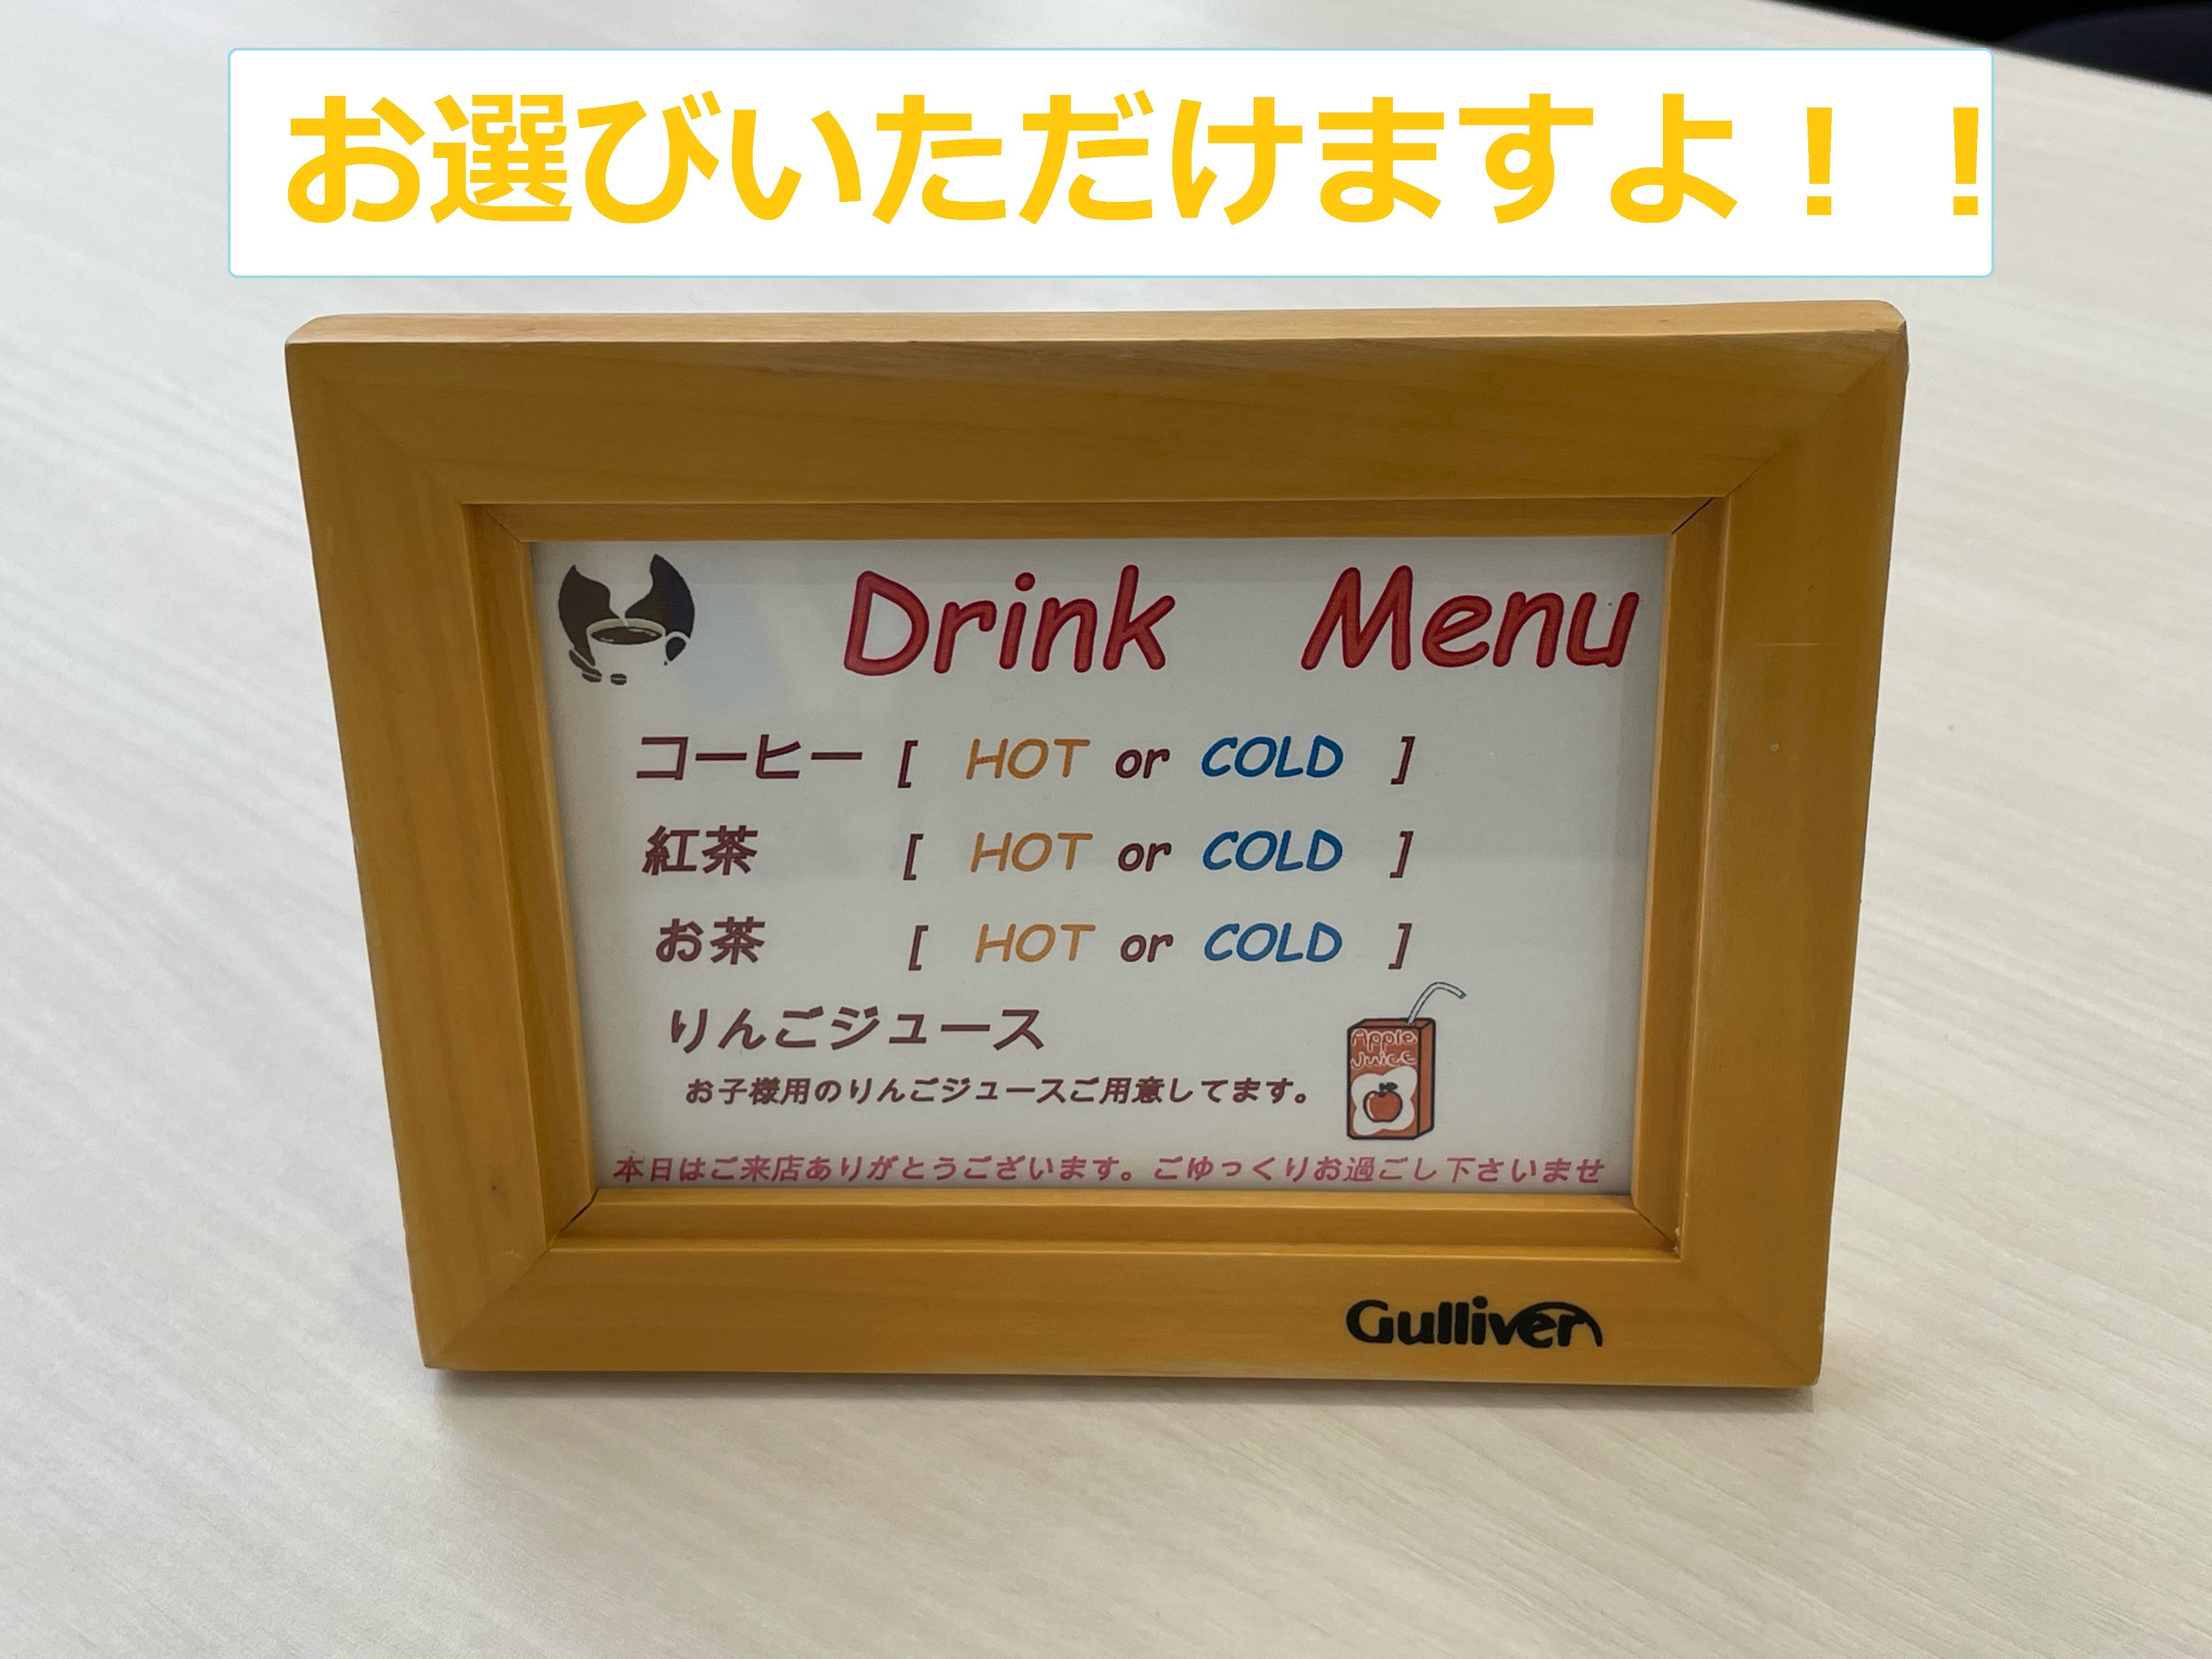 お選びいただけますよ！！
Drink Menu
コーヒー [ HOT or COLD ]
紅茶 [ HOT or COLD ]
お茶 [ HOT or COLD ]
りんごジュース
Apple
Juice
お子様用のりんごジュースご用意してます。
本日はご来店ありがとうございます。ごゆっくりお過ごし下さいませ
Gulliver